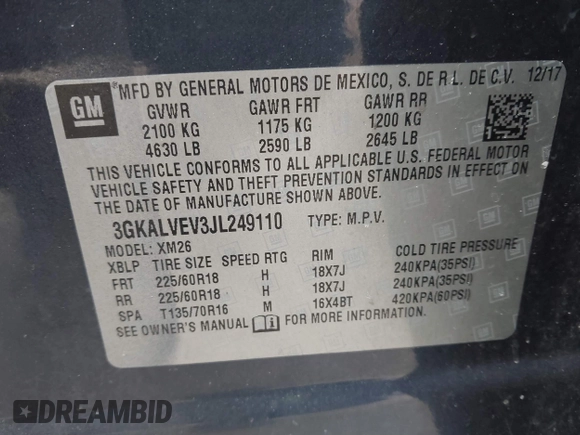 GM
*MFD BY GENERAL MOTORS DE MEXICO, S. DE R L. DE C.V. 12/17
GVWR GAWR FRT GAWR RR
2100 KG 1175 KG 1200 KG
4630 LB 2590 LB 2645 LB
THIS VEHICLE CONFORMS TO ALL APPLICABLE U.S. FEDERAL MOTOR
VEHICLE SAFETY AND THEFT PREVENTION STANDARDS IN EFFECT ON
THE DATE OF MANUFACTURE SHOWN ABOVE.
3GKALVEV3JL249110 TYPE: M.P.V.
MODEL: XM26
XBLP TIRE SIZE SPEED RTG RIM COLD TIRE PRESSURE
FRT 225/60R18 H 18X7J 240KPA(35PSI)
RR 225/60R18 H 18X7J 240KPA(35PSI)
SPA T135/70R16 M 16X4BT 420KPA(60PSI)
SEE OWNER'S MANUAL i FOR MORE INFORMATION.
DREAMBID